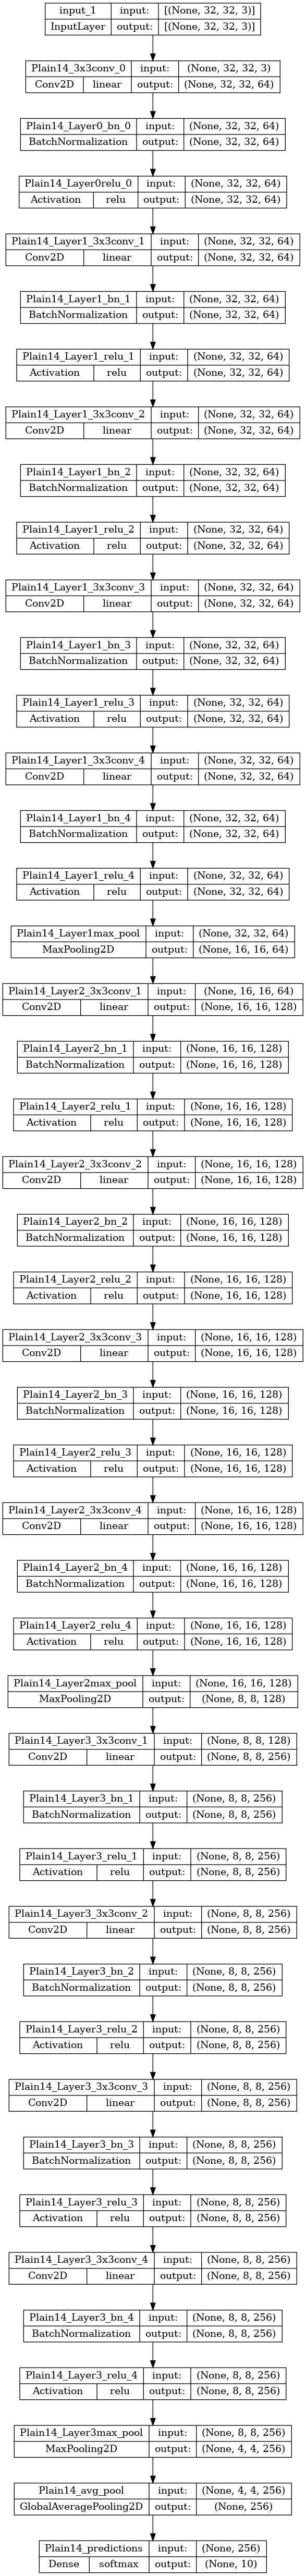 input_1 input: [(None, 32, 32, 3)]
InputLayer output: [(None, 32, 32, 3)]
Plain14_3x3conv_0 input: (None, 32, 32, 3)
Conv2D linear output: (None, 32, 32, 64)
Plain14_Layer0_bn_0 input: (None, 32, 32, 64)
BatchNormalization output: (None, 32, 32, 64)
Plain14_Layer0relu_0 input: (None, 32, 32, 64)
Activation relu output: (None, 32, 32, 64)
Plain14_Layer1_3x3conv_1 input: (None, 32, 32, 64)
Conv2D linear output: (None, 32, 32, 64)
Plain14_Layer1_bn_1 input: (None, 32, 32, 64)
BatchNormalization output: (None, 32, 32, 64)
Plain14_Layer1_relu_1 input: (None, 32, 32, 64)
Activation relu output: (None, 32, 32, 64)
Plain14_Layer1_3x3conv_2 input: (None, 32, 32, 64)
Conv2D linear output: (None, 32, 32, 64)
Plain14_Layer1_bn_2 input: (None, 32, 32, 64)
BatchNormalization output: (None, 32, 32, 64)
Plain14_Layer1_relu_2 input: (None, 32, 32, 64)
Activation relu output: (None, 32, 32, 64)
Plain14_Layer1_3x3conv_3 input: (None, 32, 32, 64)
Conv2D linear output: (None, 32, 32, 64)
Plain14_Layer1_bn_3 input: (None, 32, 32, 64)
BatchNormalization output: (None, 32, 32, 64)
Plain14_Layer1_relu_3 input: (None, 32, 32, 64)
Activation relu output: (None, 32, 32, 64)
Plain14_Layer1_3x3conv_4 input: (None, 32, 32, 64)
Conv2D linear output: (None, 32, 32, 64)
Plain14_Layer1_bn_4 input: (None, 32, 32, 64)
BatchNormalization output: (None, 32, 32, 64)
Plain14_Layer1_relu_4 input: (None, 32, 32, 64)
Activation relu output: (None, 32, 32, 64)
Plain14_Layer1max_pool input: (None, 32, 32, 64)
MaxPooling2D output: (None, 16, 16, 64)
Plain14_Layer2_3x3conv_1 input: (None, 16, 16, 64)
Conv2D linear output: (None, 16, 16, 128)
Plain14_Layer2_bn_1 input: (None, 16, 16, 128)
BatchNormalization output: (None, 16, 16, 128)
Plain14_Layer2_relu_1 input: (None, 16, 16, 128)
Activation relu output: (None, 16, 16, 128)
Plain14_Layer2_3x3conv_2 input: (None, 16, 16, 128)
Conv2D linear output: (None, 16, 16, 128)
Plain14_Layer2_bn_2 input: (None, 16, 16, 128)
BatchNormalization output: (None, 16, 16, 128)
Plain14_Layer2_relu_2 input: (None, 16, 16, 128)
Activation relu output: (None, 16, 16, 128)
Plain14_Layer2_3x3conv_3 input: (None, 16, 16, 128)
Conv2D linear output: (None, 16, 16, 128)
Plain14_Layer2_bn_3 input: (None, 16, 16, 128)
BatchNormalization output: (None, 16, 16, 128)
Plain14_Layer2_relu_3 input: (None, 16, 16, 128)
Activation relu output: (None, 16, 16, 128)
Plain14_Layer2_3x3conv_4 input: (None, 16, 16, 128)
Conv2D linear output: (None, 16, 16, 128)
Plain14_Layer2_bn_4 input: (None, 16, 16, 128)
BatchNormalization output: (None, 16, 16, 128)
Plain14_Layer2_relu_4 input: (None, 16, 16, 128)
Activation relu output: (None, 16, 16, 128)
Plain14_Layer2max_pool input: (None, 16, 16, 128)
MaxPooling2D output: (None, 8, 8, 128)
Plain14_Layer3_3x3conv_1 input: (None, 8, 8, 128)
Conv2D linear output: (None, 8, 8, 256)
Plain14_Layer3_bn_1 input: (None, 8, 8, 256)
BatchNormalization output: (None, 8, 8, 256)
Plain14_Layer3_relu_1 input: (None, 8, 8, 256)
Activation relu output: (None, 8, 8, 256)
Plain14_Layer3_3x3conv_2 input: (None, 8, 8, 256)
Conv2D linear output: (None, 8, 8, 256)
Plain14_Layer3_bn_2 input: (None, 8, 8, 256)
BatchNormalization output: (None, 8, 8, 256)
Plain14_Layer3_relu_2 input: (None, 8, 8, 256)
Activation relu output: (None, 8, 8, 256)
Plain14_Layer3_3x3conv_3 input: (None, 8, 8, 256)
Conv2D linear output: (None, 8, 8, 256)
Plain14_Layer3_bn_3 input: (None, 8, 8, 256)
BatchNormalization output: (None, 8, 8, 256)
Plain14_Layer3_relu_3 input: (None, 8, 8, 256)
Activation relu output: (None, 8, 8, 256)
Plain14_Layer3_3x3conv_4 input: (None, 8, 8, 256)
Conv2D linear output: (None, 8, 8, 256)
Plain14_Layer3_bn_4 input: (None, 8, 8, 256)
BatchNormalization output: (None, 8, 8, 256)
Plain14_Layer3_relu_4 input: (None, 8, 8, 256)
Activation relu output: (None, 8, 8, 256)
Plain14_Layer3max_pool input: (None, 8, 8, 256)
MaxPooling2D output: (None, 4, 4, 256)
Plain14_avg_pool input: (None, 4, 4, 256)
GlobalAveragePooling2D output: (None, 256)
Plain14_predictions input: (None, 256)
Dense softmax output: (None, 10)